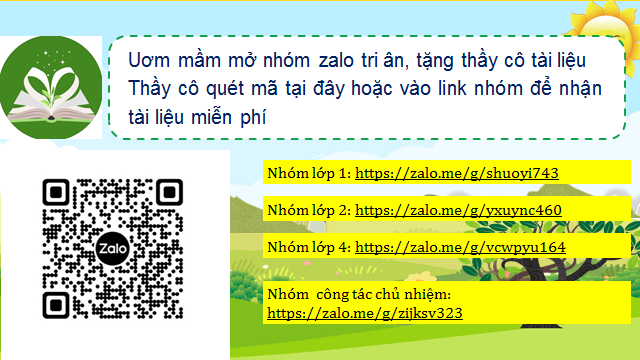 Uơm mầm mở nhóm zalo tri ân, tặng thầy cô tài liệu
Thầy cô quét mã tại đây hoặc vào link nhóm để nhận
tài liệu miễn phí
Nhóm lớp 1: https://zalo.me/g/shuoyi743
Nhóm lớp 2: https://zalo.me/g/yxuync460
Nhóm lớp 4: https://zalo.me/g/vcwpyu164
Nhóm  công tác chủ nhiệm:
https://zalo.me/g/zijksv323
Zalo